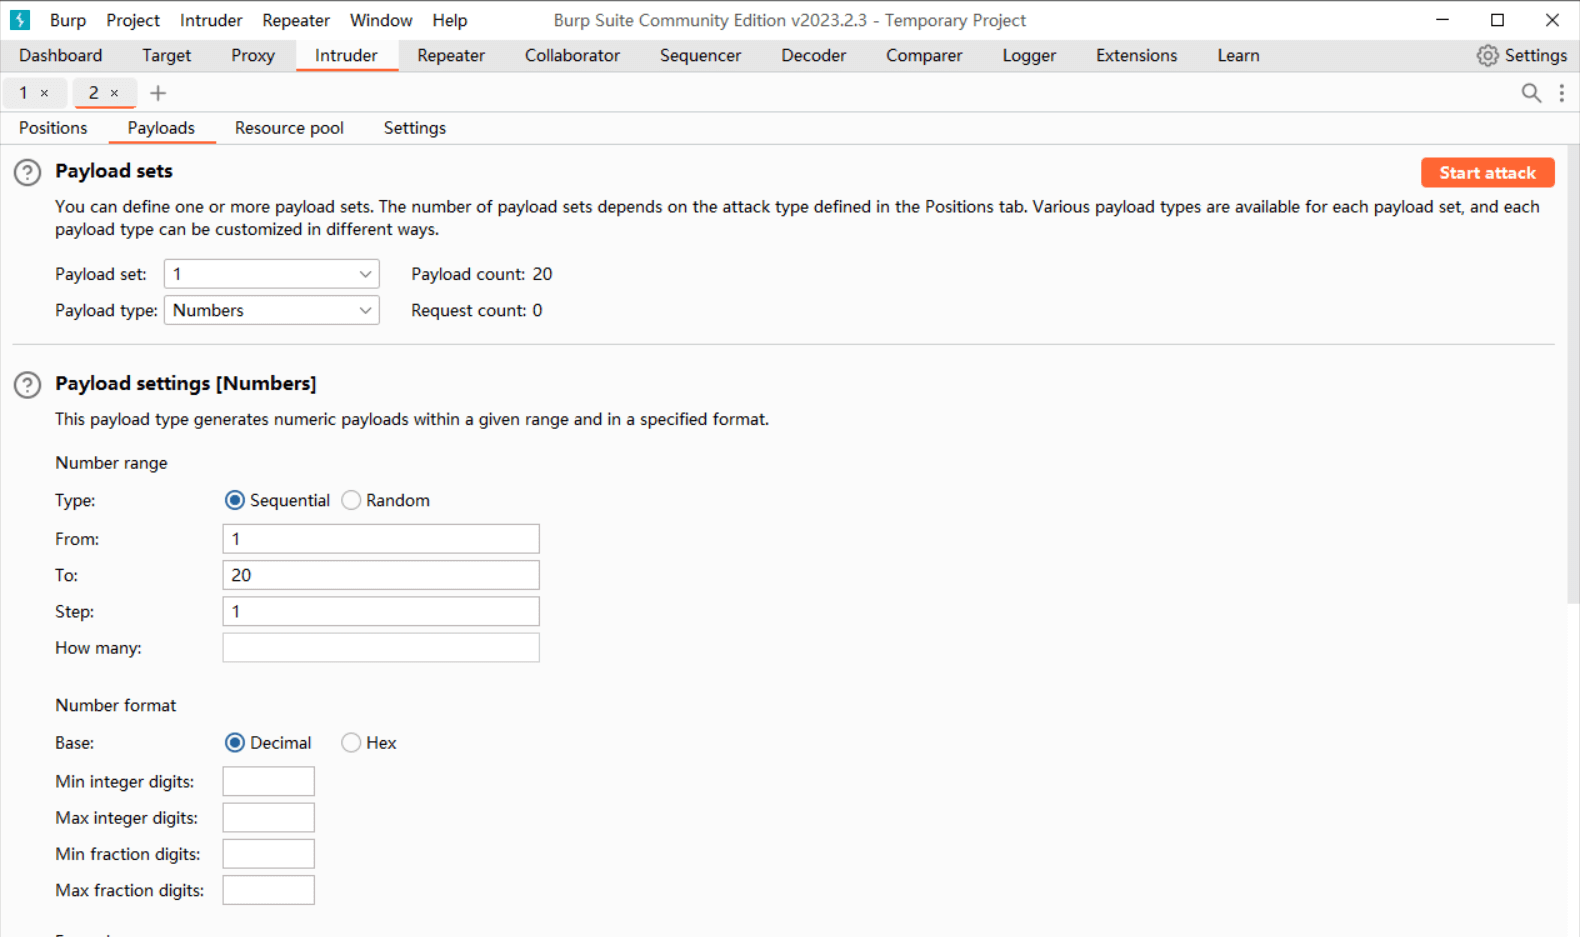 Burp Project Intruder Repeater Window Help Burp Suite Community Edition v2023.2.3 - Temporary Project
Dashboard Target Proxy Intruder Repeater Collaborator Sequencer Decoder Comparer Logger Extensions Learn Settings
1 × 2 × +
Positions Payloads Resource pool Settings
? Payload sets Start attack
You can define one or more payload sets. The number of payload sets depends on the attack type defined in the Positions tab. Various payload types are available for each payload set, and each
payload type can be customized in different ways.
Payload set: 1 Payload count: 20
Payload type: Numbers Request count: 0
? Payload settings [Numbers]
This payload type generates numeric payloads within a given range and in a specified format.
Number range
Type: Sequential Random
From: 1
To: 20
Step: 1
How many:
Number format
Base: Decimal Hex
Min integer digits:
Max integer digits:
Min fraction digits:
Max fraction digits: